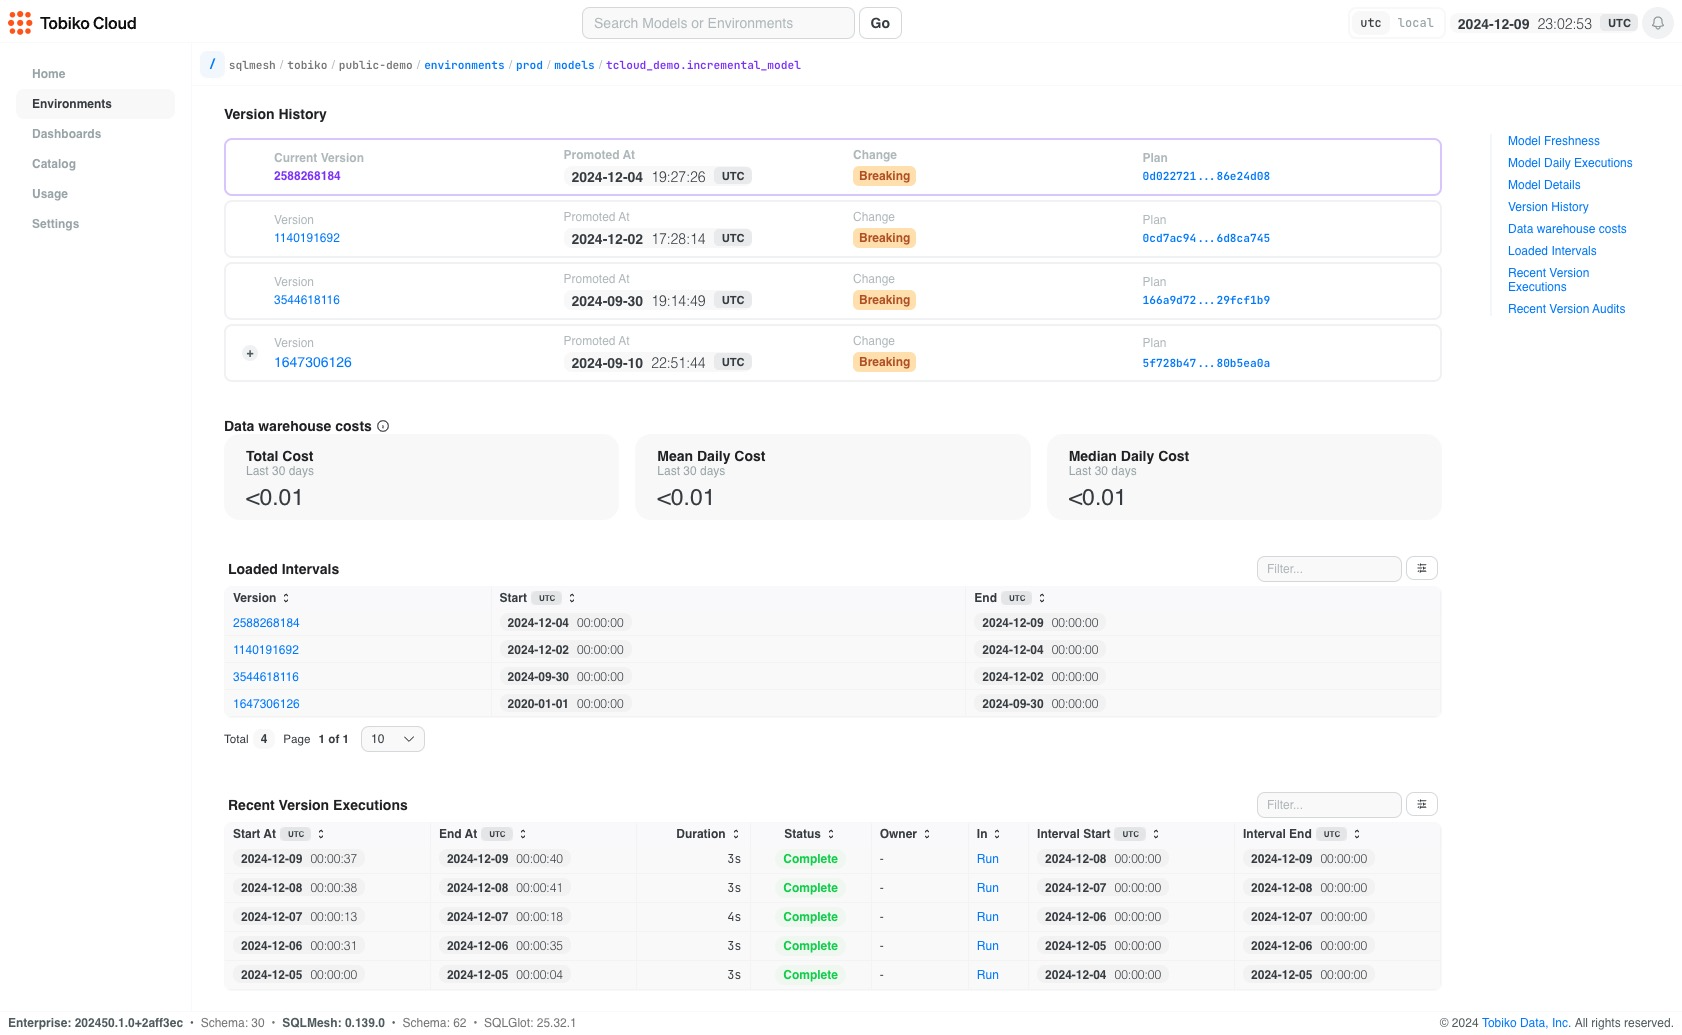 Tobiko Cloud
Search Models or Environments
Go
utc local
2024-12-09 23:02:53 UTC
/ sqlmesh / tobiko / public-demo / environments / prod / models / tcloud_demo.incremental_model
Home
Environments
Dashboards
Catalog
Usage
Settings
Version History
Current Version Promoted At Change Plan
2588268184 2024-12-04 19:27:26 UTC Breaking 0d022721...86e24d08
Version Promoted At Change Plan
1140191692 2024-12-02 17:28:14 UTC Breaking 0cd7ac94...6d8ca745
Version Promoted At Change Plan
3544618116 2024-09-30 19:14:49 UTC Breaking 166a9d72...29fcf1b9
Version Promoted At Change Plan
+ 1647306126 2024-09-10 22:51:44 UTC Breaking 5f728b47...80b5ea0a
Model Freshness
Model Daily Executions
Model Details
Version History
Data warehouse costs
Loaded Intervals
Recent Version
Executions
Recent Version Audits
Data warehouse costs
Total Cost
Last 30 days
<0.01
Mean Daily Cost
Last 30 days
<0.01
Median Daily Cost
Last 30 days
<0.01
Loaded Intervals
Filter...
Version Start UTC End UTC
2588268184 2024-12-04 00:00:00 2024-12-09 00:00:00
1140191692 2024-12-02 00:00:00 2024-12-04 00:00:00
3544618116 2024-09-30 00:00:00 2024-12-02 00:00:00
1647306126 2020-01-01 00:00:00 2024-09-30 00:00:00
Total 4 Page 1 of 1 10
Recent Version Executions
Filter...
Start At UTC End At UTC Duration Status Owner In Interval Start UTC Interval End UTC
2024-12-09 00:00:37 2024-12-09 00:00:40 3s Complete - Run 2024-12-08 00:00:00 2024-12-09 00:00:00
2024-12-08 00:00:38 2024-12-08 00:00:41 3s Complete - Run 2024-12-07 00:00:00 2024-12-08 00:00:00
2024-12-07 00:00:13 2024-12-07 00:00:18 4s Complete - Run 2024-12-06 00:00:00 2024-12-07 00:00:00
2024-12-06 00:00:31 2024-12-06 00:00:35 3s Complete - Run 2024-12-05 00:00:00 2024-12-06 00:00:00
2024-12-05 00:00:00 2024-12-05 00:00:04 3s Complete - Run 2024-12-04 00:00:00 2024-12-05 00:00:00
Enterprise: 202450.1.0+2aff3ec • Schema: 30 • SQLMesh: 0.139.0 • Schema: 62 • SQLGlot: 25.32.1
© 2024 Tobiko Data, Inc. All rights reserved.